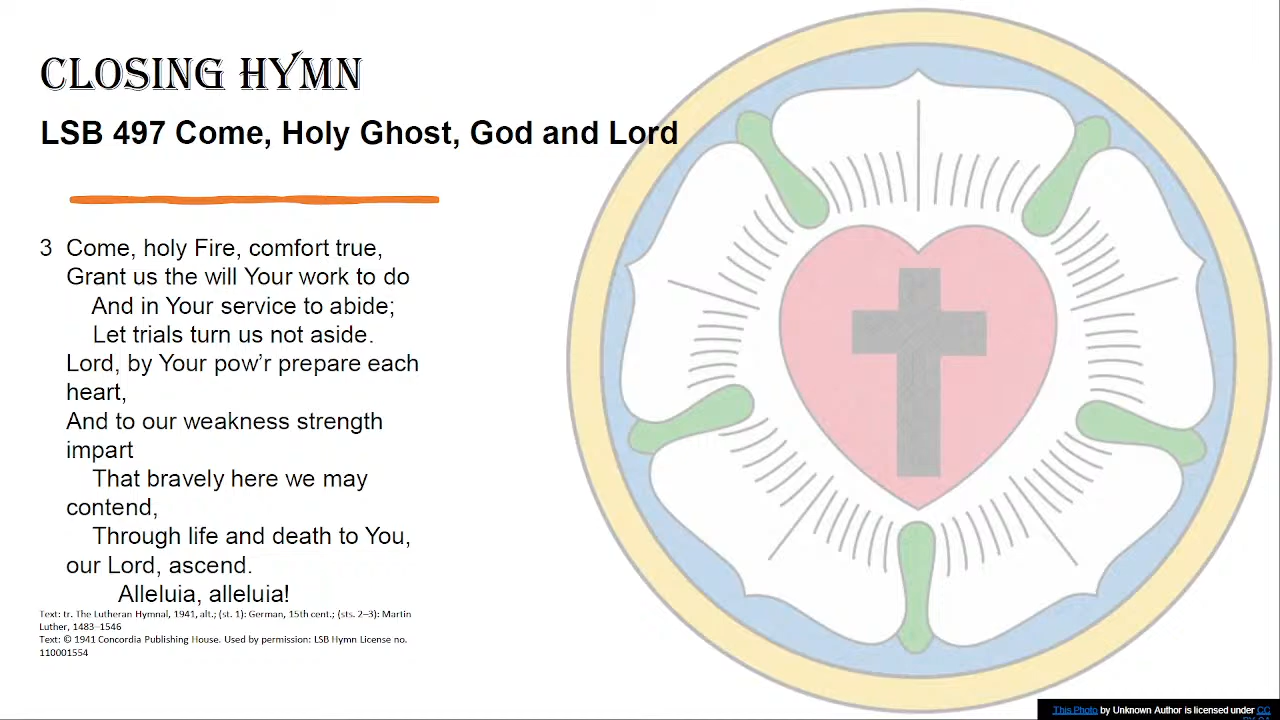 CLOSING HYMN
LSB 497 Come, Holy Ghost, God and Lord
3 Come, holy Fire, comfort true,
Grant us the will Your work to do
And in Your service to abide;
Let trials turn us not aside.
Lord, by Your pow’r prepare each
heart,
And to our weakness strength
impart
That bravely here we may
contend,
Through life and death to You,
our Lord, ascend.
Alleluia, alleluia!
Text: tr. The Lutheran Hymnal, 1941, alt.; (st. 1): German, 15th cent.; (sts. 2–3): Martin
Luther, 1483–1546
Text: © 1941 Concordia Publishing House. Used by permission: LSB Hymn License no.
110001554
This Photo by Unknown Author is licensed under CC